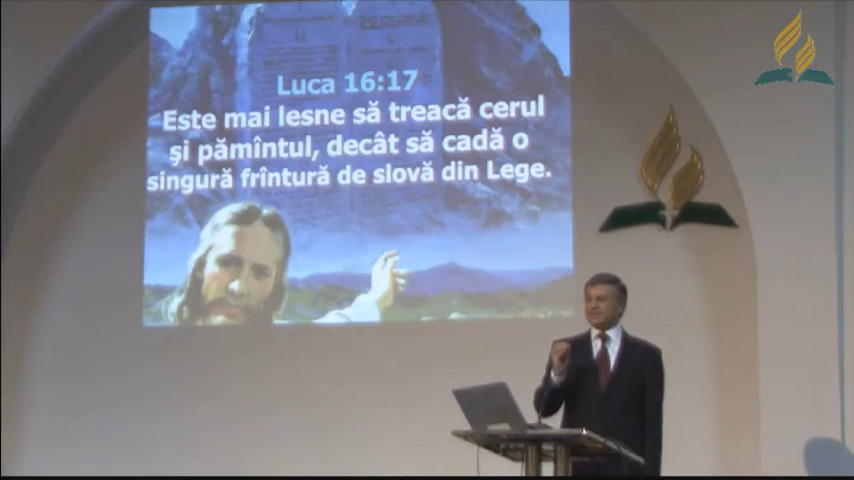 Luca 16:17
Este mai lesne să treacă cerul
şi pămîntul, decât să cadă o
singură frîntură de slovă din Lege.